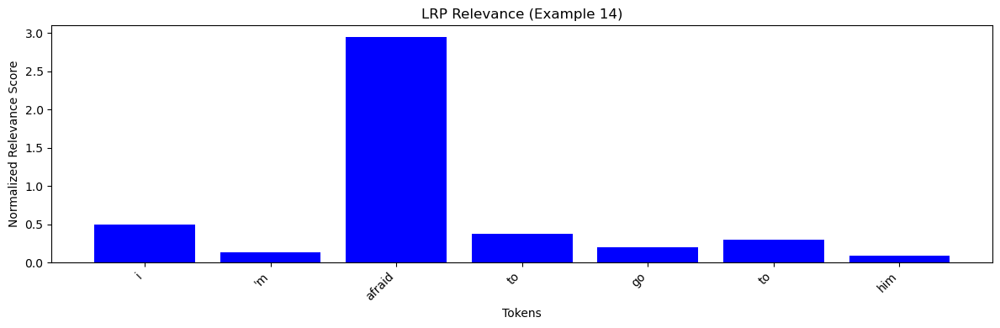 LRP Relevance (Example 14)
Normalized Relevance Score
3.0
2.5
2.0
1.5
1.0
0.5
0.0
i
'm
afraid
to
go
to
him
Tokens